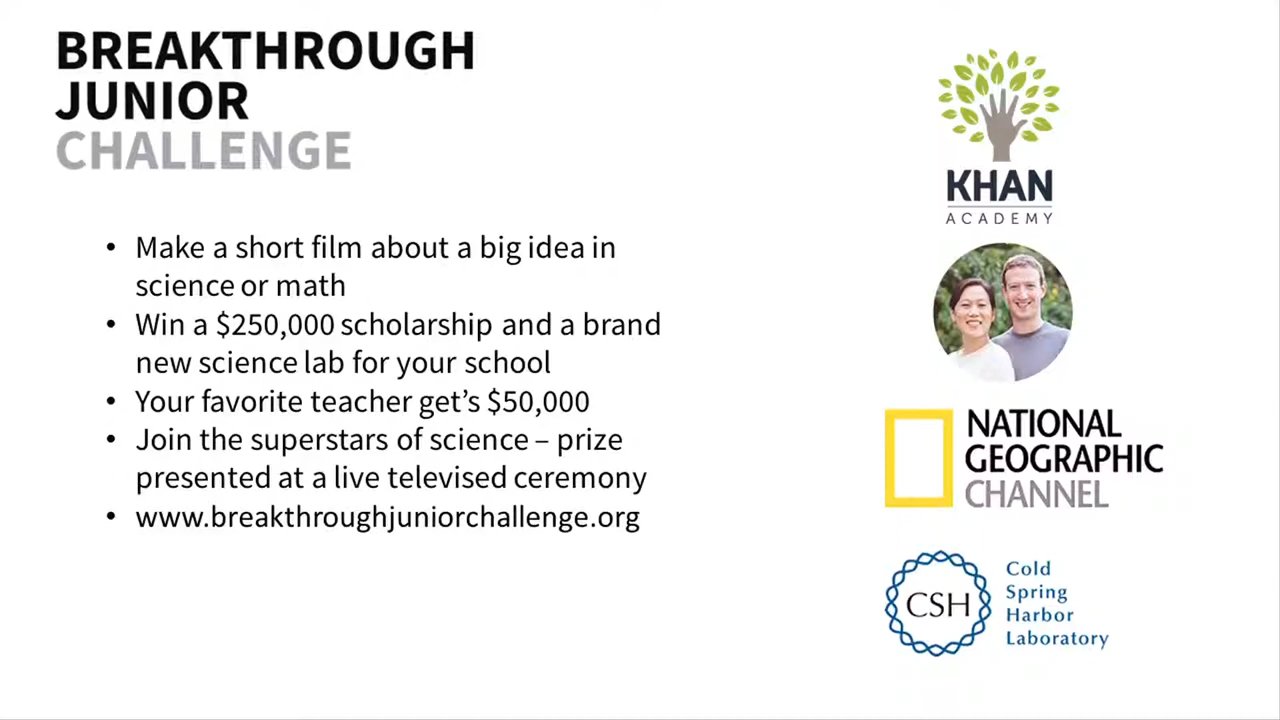 BREAKTHROUGH
JUNIOR
CHALLENGE
• Make a short film about a big idea in
science or math
• Win a $250,000 scholarship and a brand
new science lab for your school
• Your favorite teacher get’s $50,000
• Join the superstars of science – prize
presented at a live televised ceremony
• www.breakthroughjuniorchallenge.org
KHAN
ACADEMY
NATIONAL
GEOGRAPHIC
CHANNEL
CSH
Cold
Spring
Harbor
Laboratory